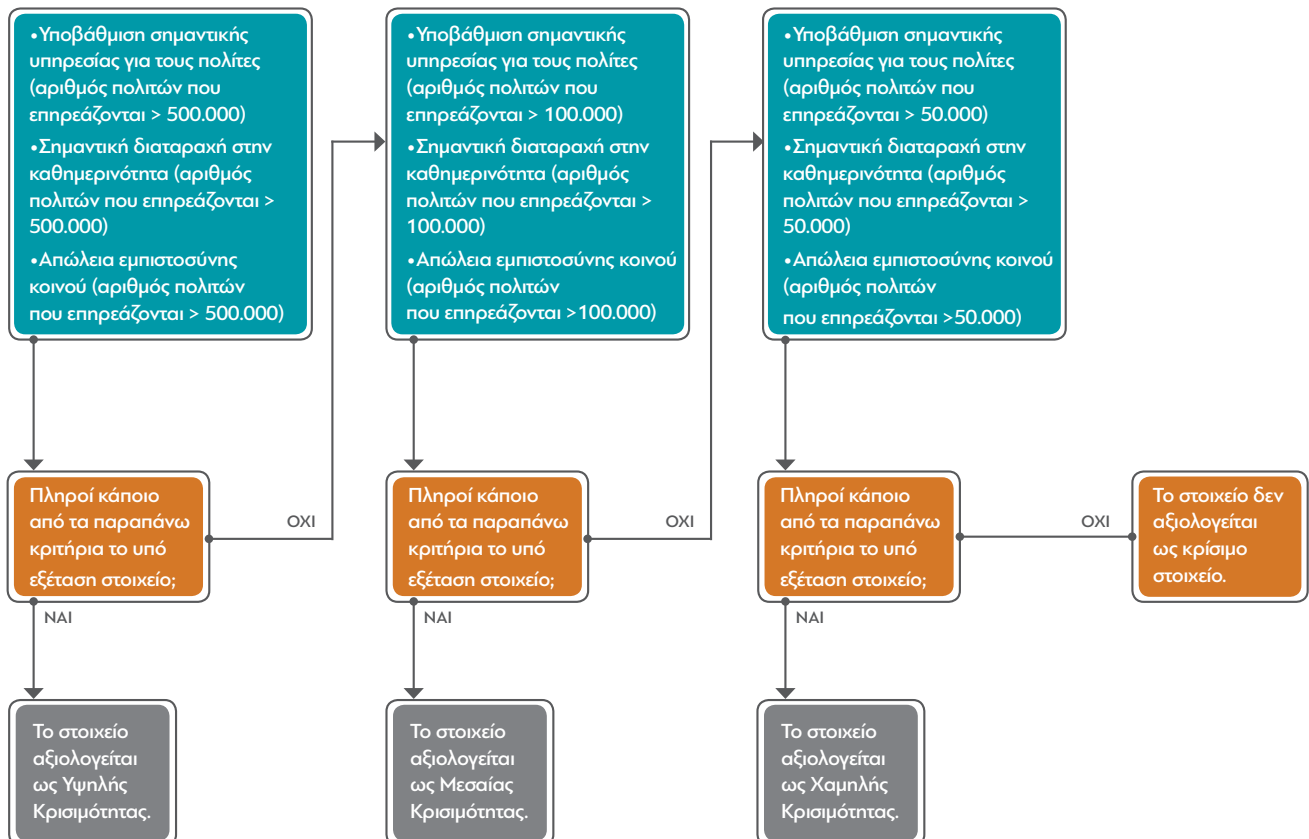 •Υποβάθμιση σημαντικής
υπηρεσίας για τους πολίτες
(αριθμός πολιτών που
επηρεάζονται > 500.000)
•Σημαντική διαταραχή στην
καθημερινότητα (αριθμός
πολιτών που επηρεάζονται >
500.000)
•Απώλεια εμπιστοσύνης
κοινού (αριθμός πολιτών
που επηρεάζονται > 500.000)
•Υποβάθμιση σημαντικής
υπηρεσίας για τους πολίτες
(αριθμός πολιτών που
επηρεάζονται > 100.000)
•Σημαντική διαταραχή στην
καθημερινότητα (αριθμός
πολιτών που επηρεάζονται >
100.000)
•Απώλεια εμπιστοσύνης κοινού
(αριθμός πολιτών
που επηρεάζονται >100.000)
•Υποβάθμιση σημαντικής
υπηρεσίας για τους πολίτες
(αριθμός πολιτών που
επηρεάζονται > 50.000)
•Σημαντική διαταραχή στην
καθημερινότητα (αριθμός
πολιτών που επηρεάζονται >
50.000)
•Απώλεια εμπιστοσύνης κοινού
(αριθμός πολιτών
που επηρεάζονται >50.000)
Πληροί κάποιο
από τα παραπάνω
κριτήρια το υπό
εξέταση στοιχείο;
ΟΧΙ
Πληροί κάποιο
από τα παραπάνω
κριτήρια το υπό
εξέταση στοιχείο;
ΟΧΙ
Πληροί κάποιο
από τα παραπάνω
κριτήρια το υπό
εξέταση στοιχείο;
ΟΧΙ
Το στοιχείο δεν
αξιολογείται
ως κρίσιμο
στοιχείο.
ΝΑΙ
ΝΑΙ
ΝΑΙ
Το στοιχείο
αξιολογείται
ως Υψηλής
Κρισιμότητας.
Το στοιχείο
αξιολογείται
ως Μεσαίας
Κρισιμότητας.
Το στοιχείο
αξιολογείται
ως Χαμηλής
Κρισιμότητας.